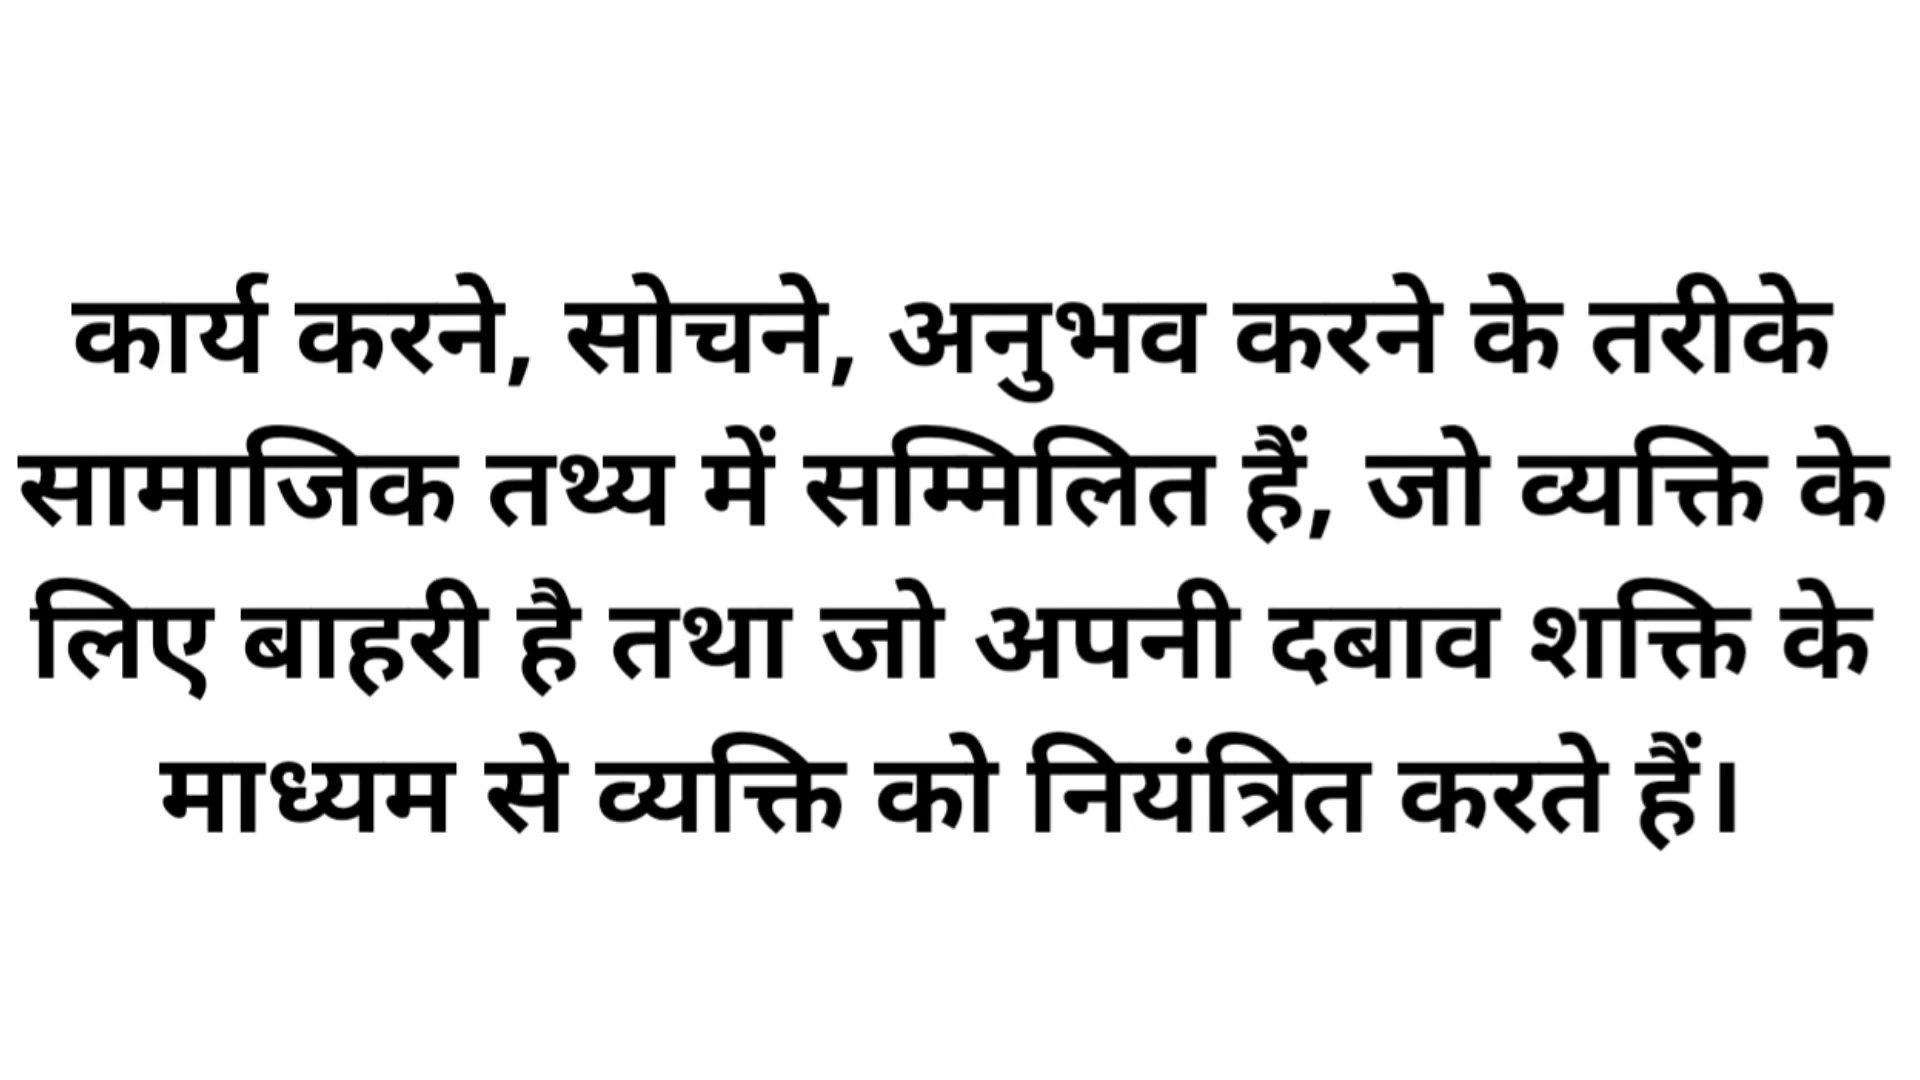 कार्य करने, सोचने, अनुभव करने के तरीके
सामाजिक तथ्य में सम्मिलित हैं, जो व्यक्ति के
लिए बाहरी है तथा जो अपनी दबाव शक्ति के
माध्यम से व्यक्ति को नियंत्रित करते हैं।